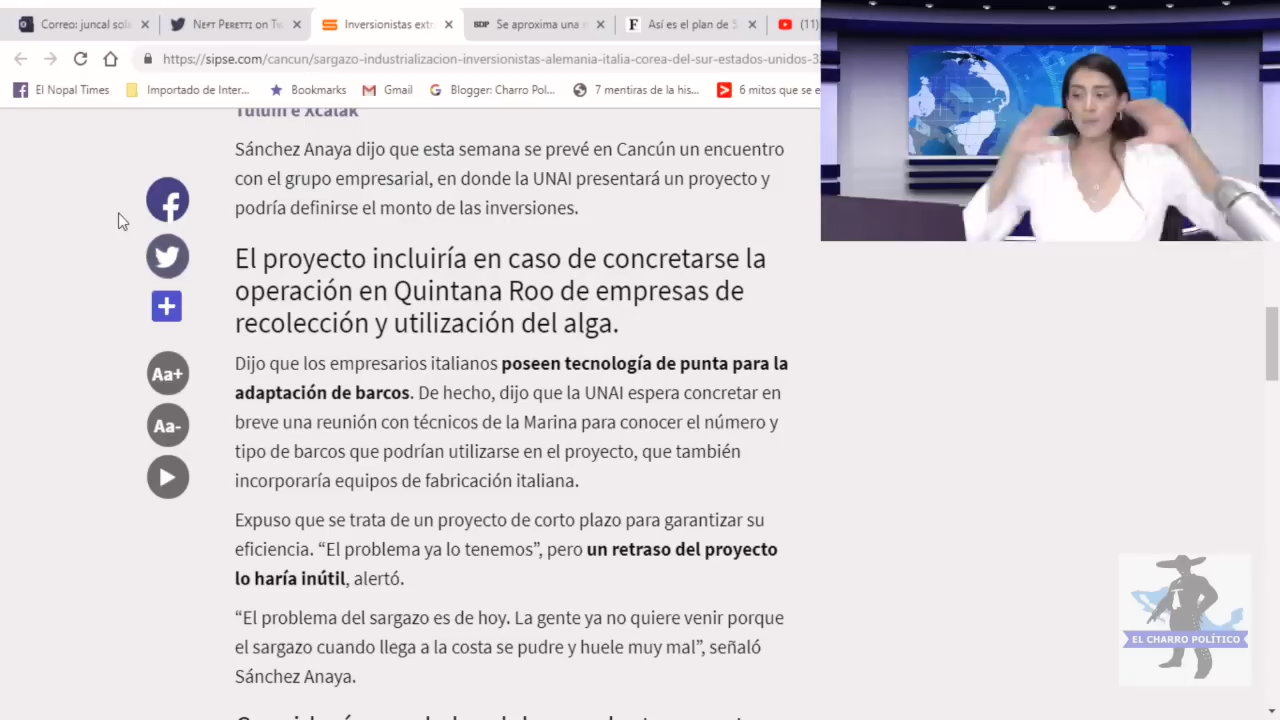 Correo: juncal sol
Neft Peretti on Tw
Inversionistas extr
SDP Se aproxima una
F Así es el plan de
(11)
https://sipse.com/cancun/sargazo-industrializacion-inversionistas-alemania-italia-corea-del-sur-estados-unidos-3
El Nopal Times
Importado de Inter...
Bookmarks
Gmail
Blogger: Charro Pol...
7 mentiras de la his...
6 mitos que se e
Tulum e Xcalak
Sánchez Anaya dijo que esta semana se prevé en Cancún un encuentro
con el grupo empresarial, en donde la UNAI presentará un proyecto y
podría definirse el monto de las inversiones.
El proyecto incluiría en caso de concretarse la
operación en Quintana Roo de empresas de
recolección y utilización del alga.
Dijo que los empresarios italianos poseen tecnología de punta para la
adaptación de barcos. De hecho, dijo que la UNAI espera concretar en
breve una reunión con técnicos de la Marina para conocer el número y
tipo de barcos que podrían utilizarse en el proyecto, que también
incorporaría equipos de fabricación italiana.
Expuso que se trata de un proyecto de corto plazo para garantizar su
eficiencia. “El problema ya lo tenemos”, pero un retraso del proyecto
lo haría inútil, alertó.
“El problema del sargazo es de hoy. La gente ya no quiere venir porque
el sargazo cuando llega a la costa se pudre y huele muy mal”, señaló
Sánchez Anaya.
Aa+
Aa-
EL CHARRO POLÍTICO